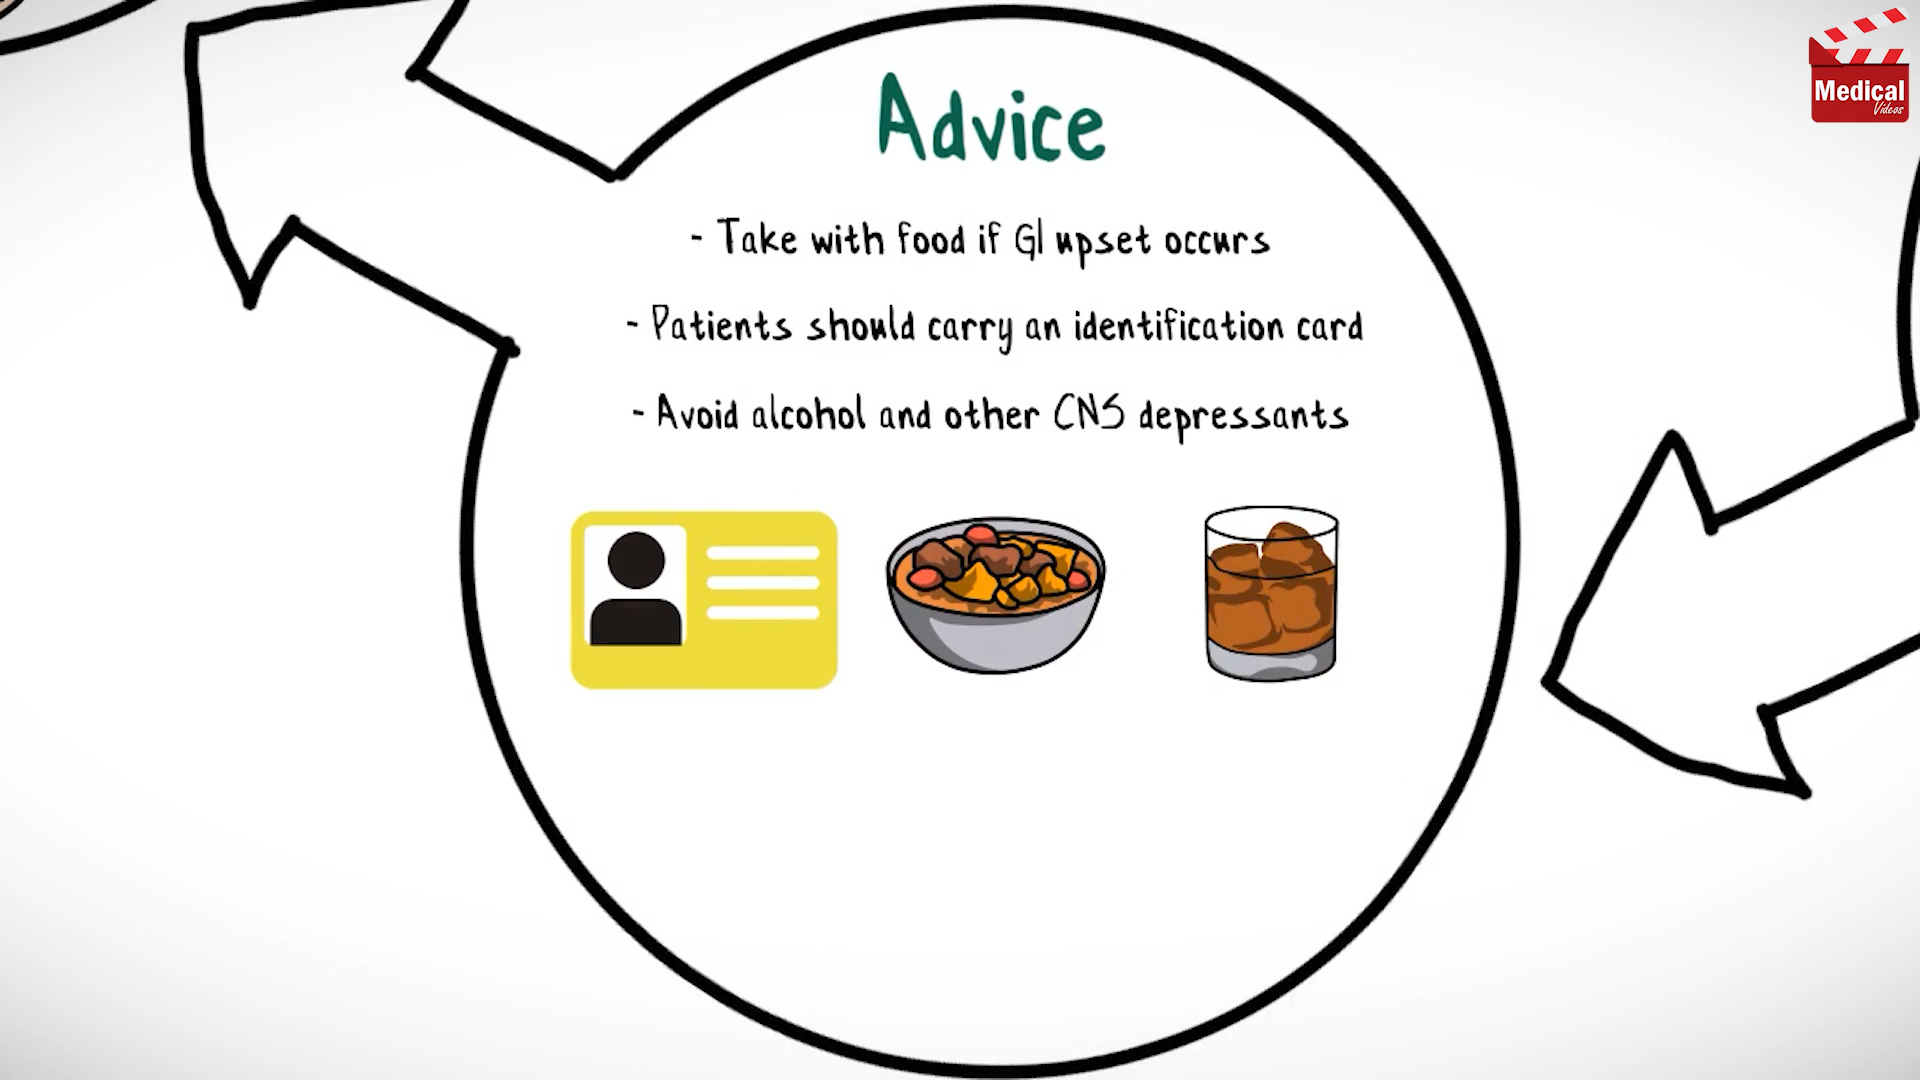 Medical
Videos
Advice
- Take with food if GI upset occurs
- Patients should carry an identification card
- Avoid alcohol and other CNS depressants